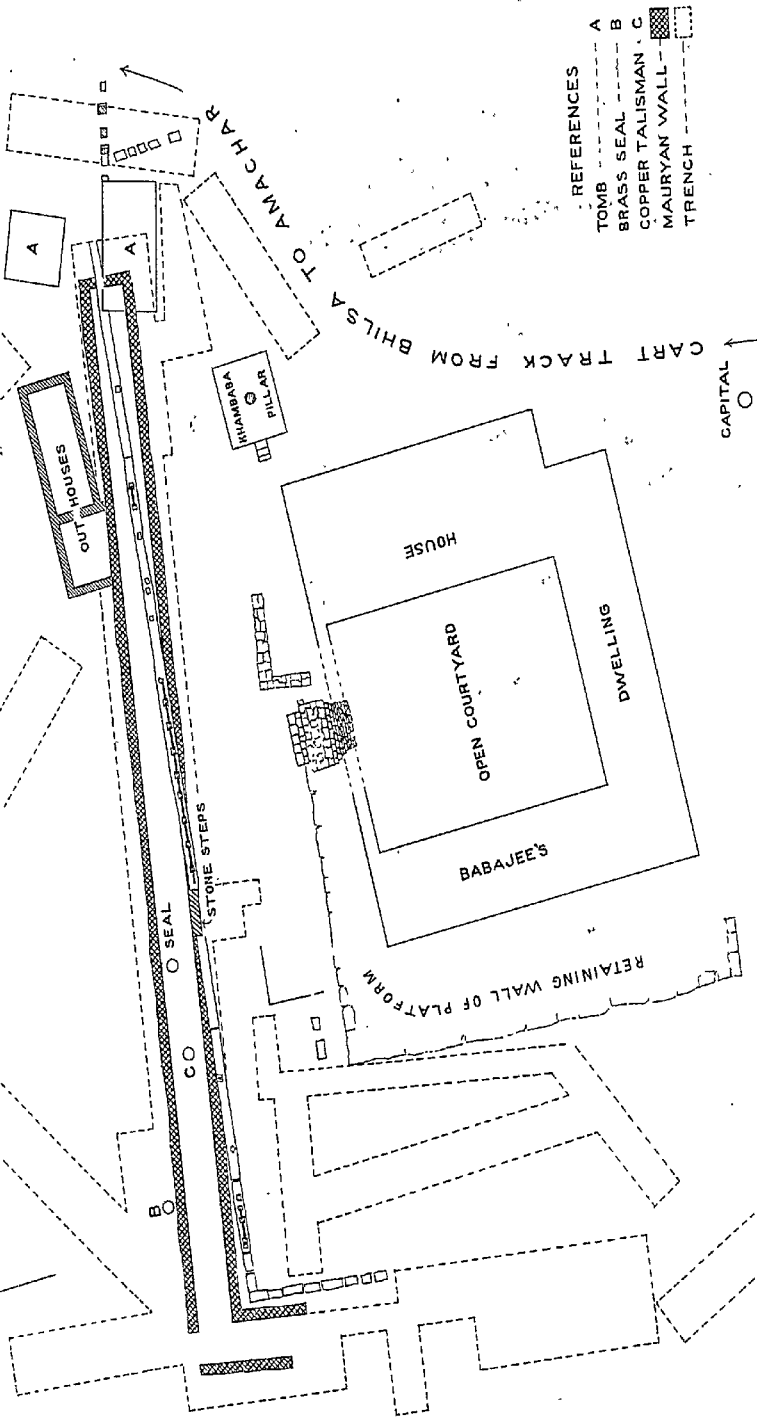 A
A
OUT HOUSES
KHAMBABA
PILLAR
CART TRACK FROM BHILSA TO AMACHAR
CAPITAL
STONE STEPS
SEAL
C
B
HOUSE
OPEN COURTYARD
DWELLING
BABAJEE'S
RETAINING WALL OF PLATFORM
REFERENCES
TOMB ---------- A
BRASS SEAL ----- B
COPPER TALISMAN - C
MAURYAN WALL --
TRENCH --------